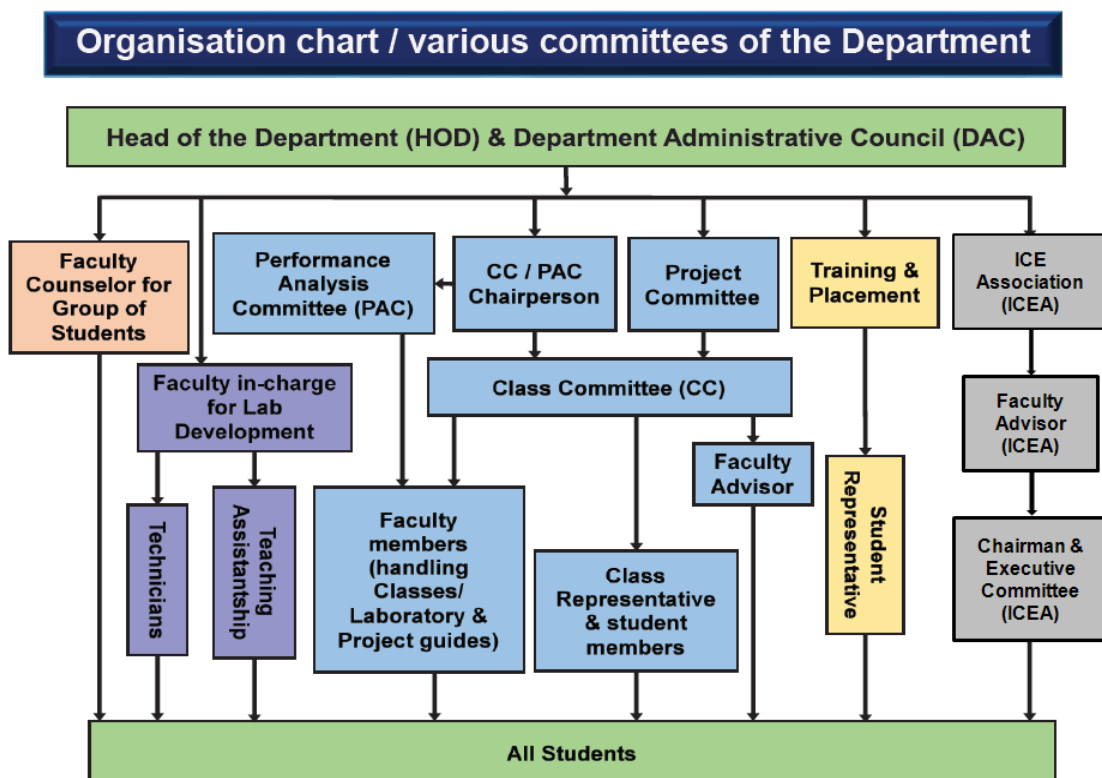 Organisation chart / various committees of the Department
Head of the Department (HOD) & Department Administrative Council (DAC)
Faculty
Counselor for
Group of
Students
Performance
Analysis
Committee (PAC)
CC / PAC
Chairperson
Project
Committee
Training &
Placement
ICE
Association
(ICEA)
Faculty in-charge
for Lab
Development
Class Committee (CC)
Faculty
Advisor
(ICEA)
Faculty
Advisor
Technicians
Teaching
Assistantship
Faculty
members
(handling
Classes/
Laboratory &
Project guides)
Class
Representative
& student
members
Student
Representative
Chairman &
Executive
Committee
(ICEA)
All Students